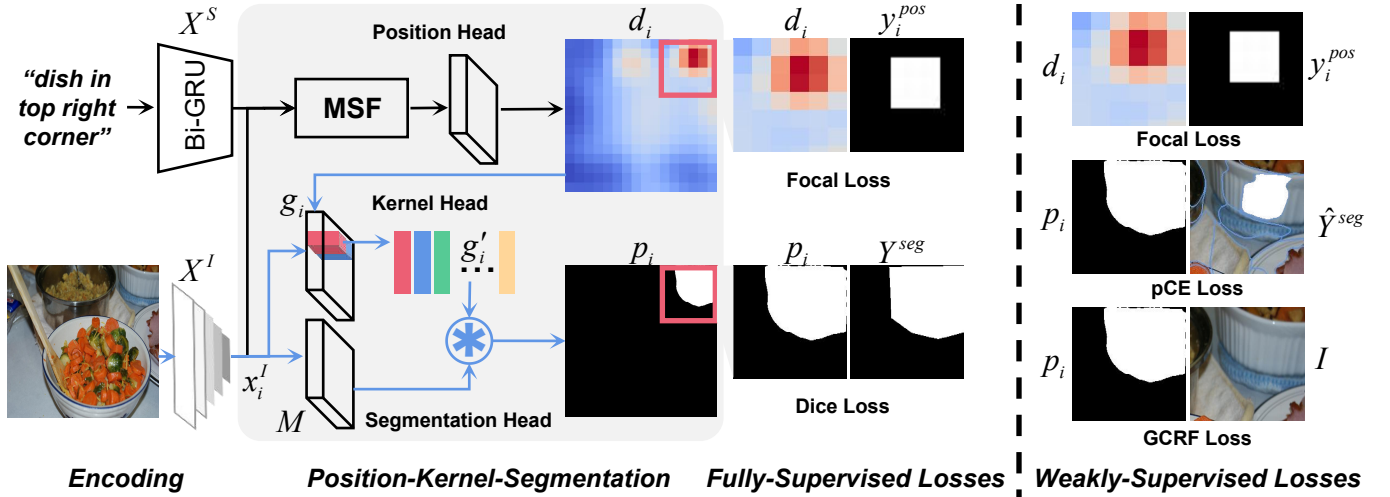 X^S
Bi-GRU
“dish in
top right
corner”
MSF
Position Head
d_i
d_i
y_i^{pos}
Focal Loss
g_i
Kernel Head
g_i'
...
X^I
x_i^I
M
Segmentation Head
p_i
p_i
Y^{seg}
Dice Loss
d_i
y_i^{pos}
Focal Loss
p_i
Ŷ^{seg}
pCE Loss
p_i
I
GCRF Loss
Encoding
Position-Kernel-Segmentation
Fully-Supervised Losses
Weakly-Supervised Losses